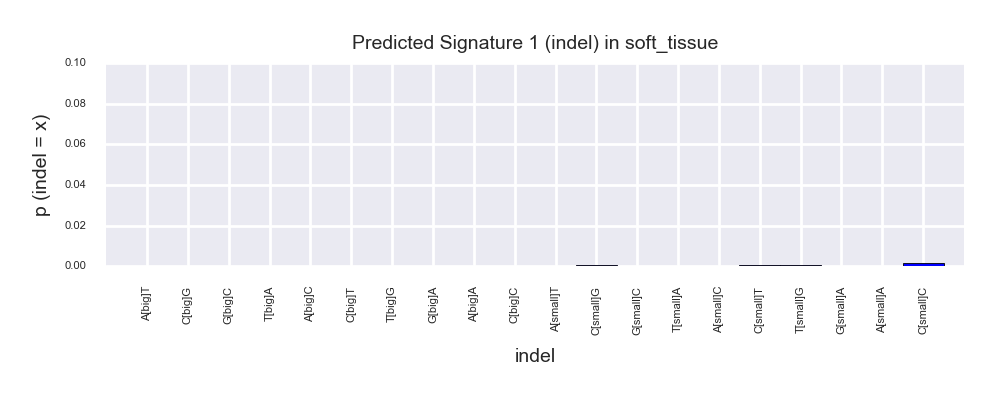 Predicted Signature 1 (indel) in soft_tissue
p (indel = x)
0.10
0.08
0.06
0.04
0.02
0.00
A[big]T
C[big]G
G[big]C
T[big]A
A[big]C
C[big]T
T[big]G
G[big]A
A[big]A
C[big]C
A[small]T
C[small]G
G[small]C
T[small]A
A[small]C
C[small]T
T[small]G
G[small]A
A[small]A
C[small]C
indel